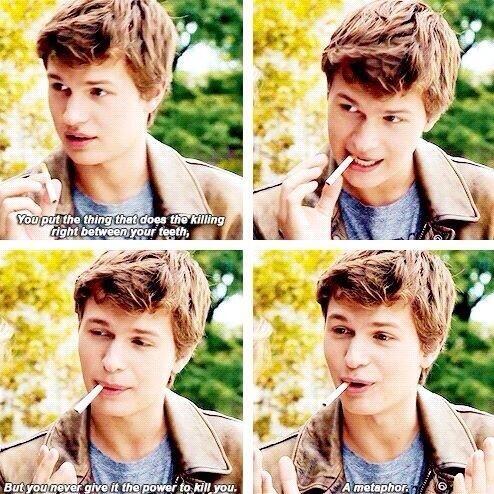 You put the thing that does the killing
right between your teeth,
But you never give it the power to kill you.
A metaphor.